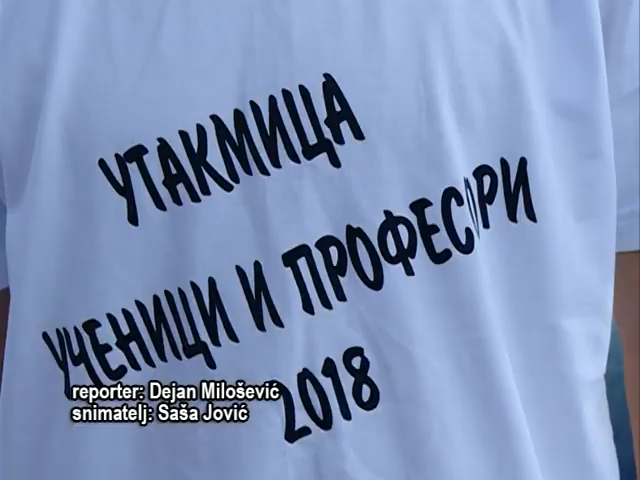 УТАКМИЦА
УЧЕНИЦИ И ПРОФЕСОРИ
2018
reporter: Dejan Milošević
snimatelj: Saša Jović